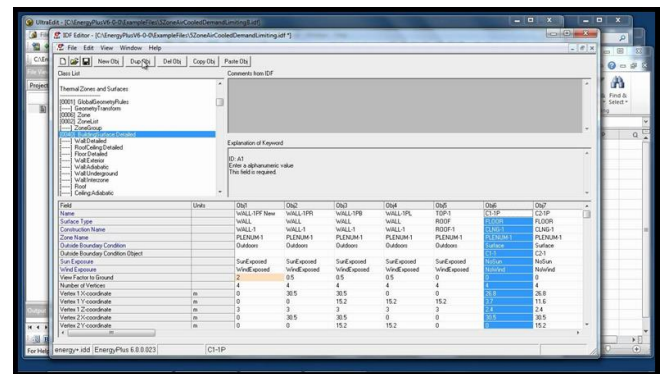 UltraEdit - [C:\EnergyPlusV6-0-0\ExampleFiles\5ZoneAirCooledDemandLimiting6.idf]
IDF Editor - [C:\EnergyPlusV6-0-0\ExampleFiles\5ZoneAirCooledDemandLimiting.idf *]
File Edit View Window Help
New Obj Dup Obj Del Obj Copy Obj Paste Obj
Class List Comments from IDF
Thermal Zones and Surfaces
[0001] GlobalGeometryRules
[----] GeometryTransform
[0006] Zone
[0002] ZoneList
[----] ZoneGroup
[0040] BuildingSurface:Detailed
[----] Wall:Detailed
[----] RoofCeiling:Detailed
[----] Floor:Detailed
[----] Wall:Exterior
[----] Wall:Adiabatic
[----] Wall:Underground
[----] Wall:Interzone
[----] Roof
[----] Ceiling:Adiabatic
Explanation of Keyword
ID: A1
Enter a alphanumeric value
This field is required.
Field Units Obj1 Obj2 Obj3 Obj4 Obj5 Obj6 Obj7
Name WALL-1PF New WALL-1PR WALL-1PB WALL-1PL TOP-1 C1-1P C2-1P
Surface Type WALL WALL WALL WALL ROOF FLOOR FLOOR
Construction Name WALL-1 WALL-1 WALL-1 WALL-1 ROOF-1 CLNG-1 CLNG-1
Zone Name PLENUM-1 PLENUM-1 PLENUM-1 PLENUM-1 PLENUM-1 PLENUM-1 PLENUM-1
Outside Boundary Condition Outdoors Outdoors Outdoors Outdoors Outdoors Surface Surface
Outside Boundary Condition Object C1-1 C2-1
Sun Exposure SunExposed SunExposed SunExposed SunExposed SunExposed NoSun NoSun
Wind Exposure WindExposed WindExposed WindExposed WindExposed WindExposed NoWind NoWind
View Factor to Ground 2 0.5 0.5 0.5 0 0 0
Number of Vertices 4 4 4 4 4 4 4
Vertex 1 X-coordinate m 0 30.5 30.5 0 0 26.8 26.8
Vertex 1 Y-coordinate m 0 0 15.2 15.2 15.2 3.7 11.6
Vertex 1 Z-coordinate m 3 3 3 3 3 2.4 2.4
Vertex 2 X-coordinate m 0 30.5 30.5 0 0 30.5 30.5
Vertex 2 Y-coordinate m 0 0 15.2 15.2 0 0 15.2
energy+.idd EnergyPlus 6.0.0.023 C1-1P
Find &
Select
For Help